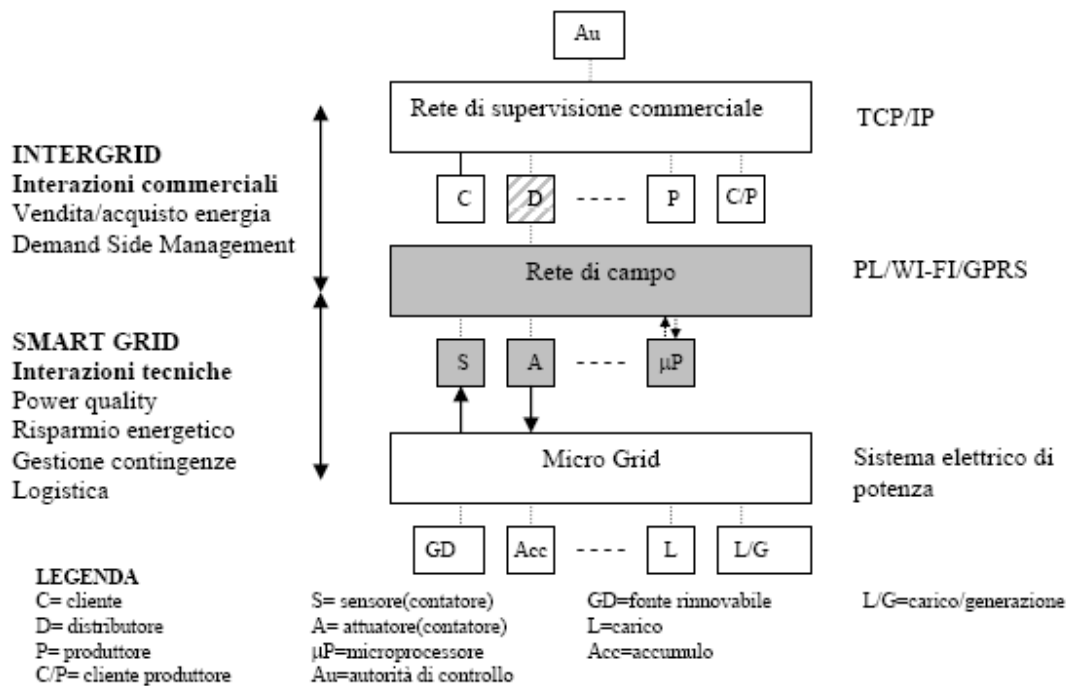 Au
Rete di supervisione commerciale
TCP/IP
INTERGRID
Interazioni commerciali
Vendita/acquisto energia
Demand Side Management
C
D
P
C/P
Rete di campo
PL/WI-FI/GPRS
SMART GRID
Interazioni tecniche
Power quality
Risparmio energetico
Gestione contingenze
Logistica
S
A
µP
Micro Grid
Sistema elettrico di
potenza
GD
Acc
L
L/G
LEGENDA
C= cliente
D= distributore
P= produttore
C/P= cliente produttore
S= sensore(contatore)
A= attuatore(contatore)
µP=microprocessore
Au=autorità di controllo
GD=fonte rinnovabile
L=carico
Acc=accumulo
L/G=carico/generazione